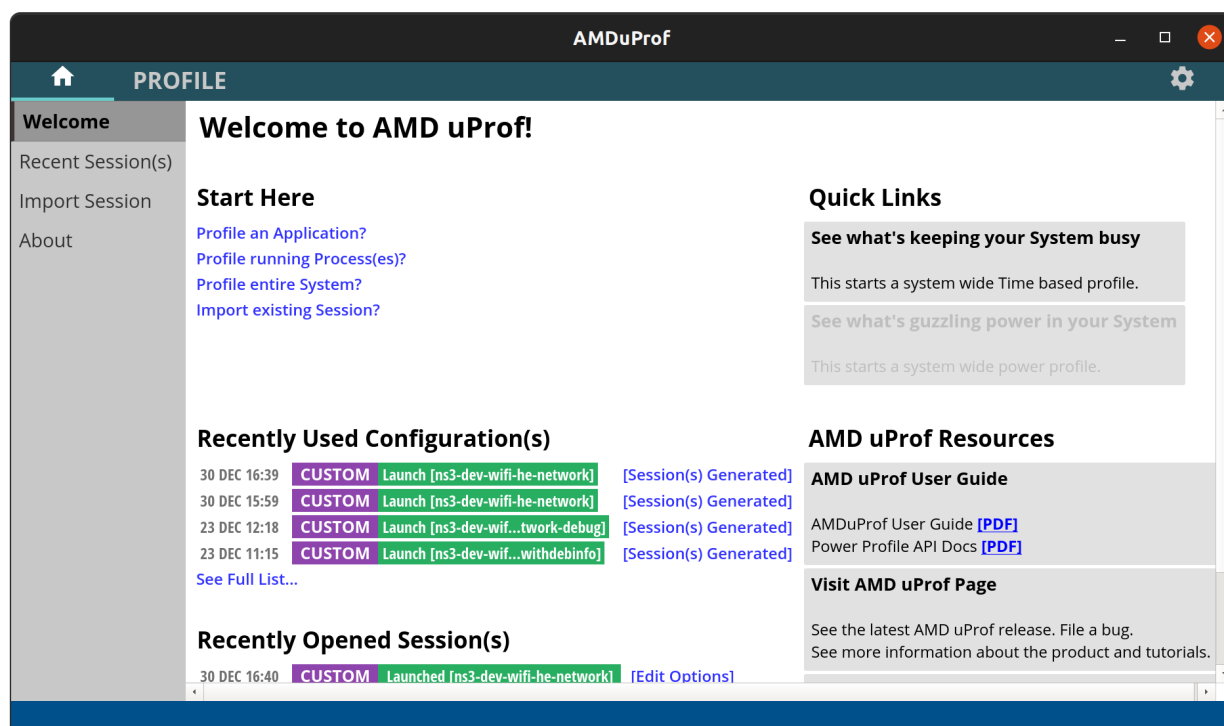 AMDuProf
PROFILE
Welcome
Recent Session(s)
Import Session
About
Welcome to AMD uProf!
Start Here
Profile an Application?
Profile running Process(es)?
Profile entire System?
Import existing Session?
Quick Links
See what's keeping your System busy
This starts a system wide Time based profile.
See what's guzzling power in your System
This starts a system wide power profile.
Recently Used Configuration(s)
30 DEC 16:39 CUSTOM Launch [ns3-dev-wifi-he-network] [Session(s) Generated]
30 DEC 15:59 CUSTOM Launch [ns3-dev-wifi-he-network] [Session(s) Generated]
23 DEC 12:18 CUSTOM Launch [ns3-dev-wif...twork-debug] [Session(s) Generated]
23 DEC 11:15 CUSTOM Launch [ns3-dev-wif...withdebinfo] [Session(s) Generated]
See Full List...
Recently Opened Session(s)
30 DEC 16:40 CUSTOM Launched [ns3-dev-wifi-he-network] [Edit Options]
AMD uProf Resources
AMD uProf User Guide
AMDuProf User Guide [PDF]
Power Profile API Docs [PDF]
Visit AMD uProf Page
See the latest AMD uProf release. File a bug.
See more information about the product and tutorials.